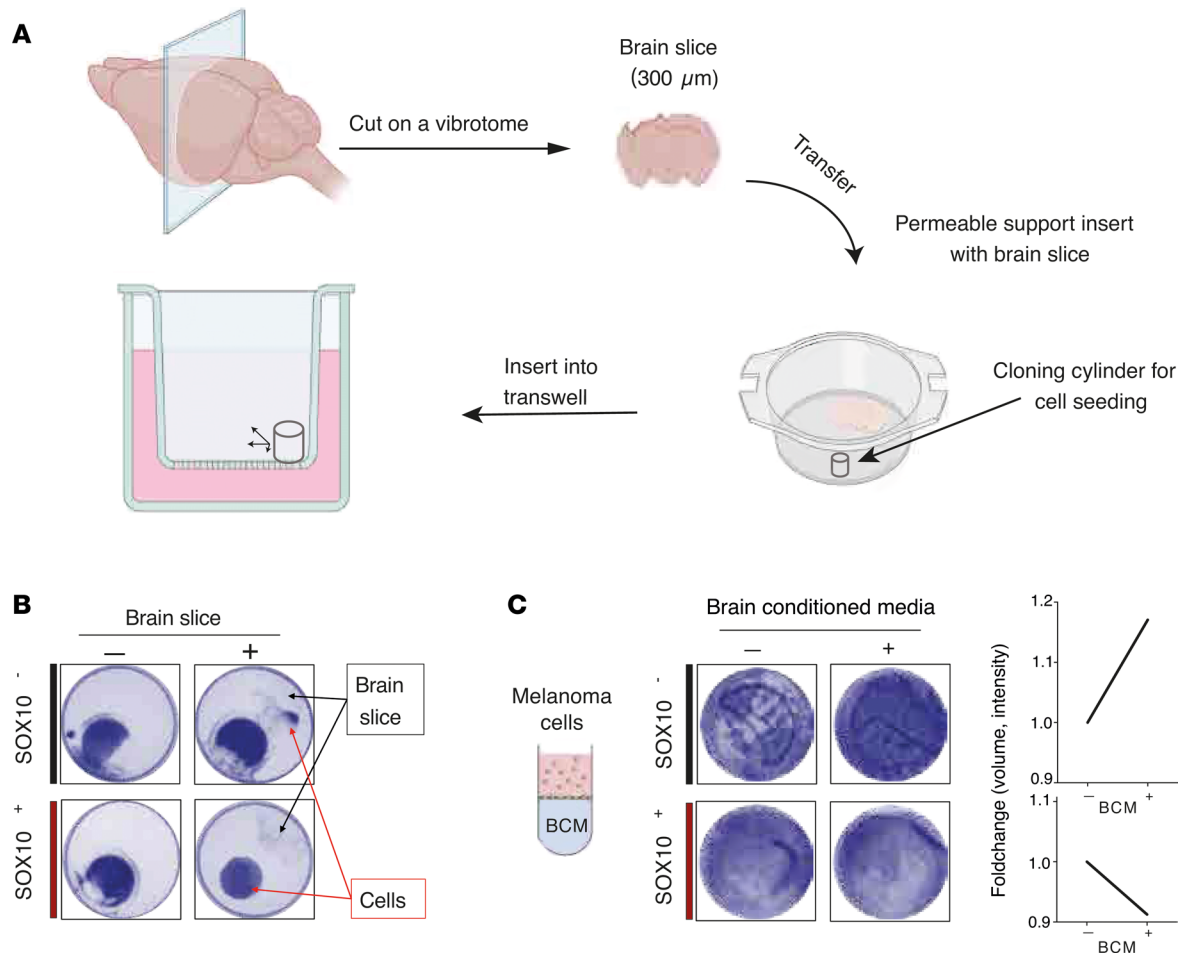 A
Cut on a vibrotome
Brain slice
(300 µm)
Transfer
Permeable support insert
with brain slice
Cloning cylinder for
cell seeding
Insert into
transwell
B
Brain slice
— +
SOX10 -
SOX10 +
Brain
slice
Cells
C
Brain conditioned media
— +
Melanoma
cells
BCM
SOX10 -
SOX10 +
Foldchange (volume, intensity)
1.2
1.1
1.0
0.9
— +
BCM
1.1
1.0
0.9
— +
BCM